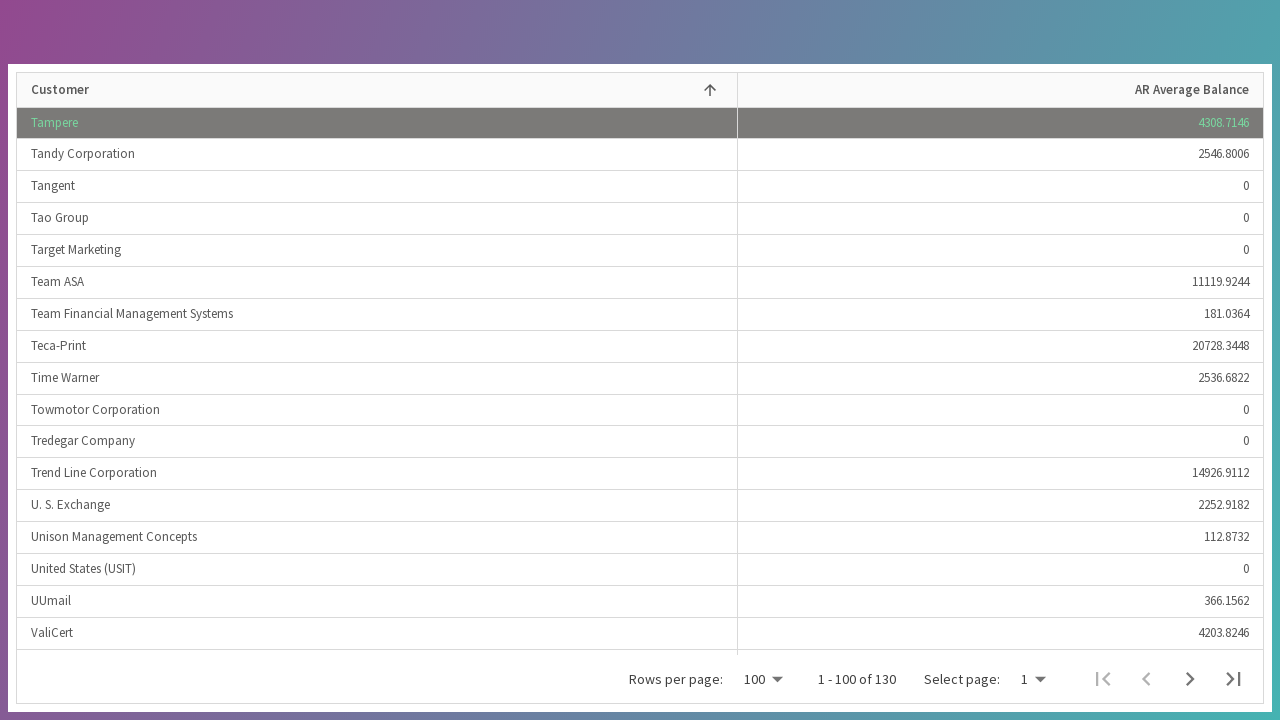 Customer AR Average Balance
Tampere 4308.7146
Tandy Corporation 2546.8006
Tangent 0
Tao Group 0
Target Marketing 0
Team ASA 11119.9244
Team Financial Management Systems 181.0364
Teca-Print 20728.3448
Time Warner 2536.6822
Towmotor Corporation 0
Tredegar Company 0
Trend Line Corporation 14926.9112
U. S. Exchange 2252.9182
Unison Management Concepts 112.8732
United States (USIT) 0
UUmail 366.1562
ValiCert 4203.8246
Rows per page: 100 1 - 100 of 130 Select page: 1